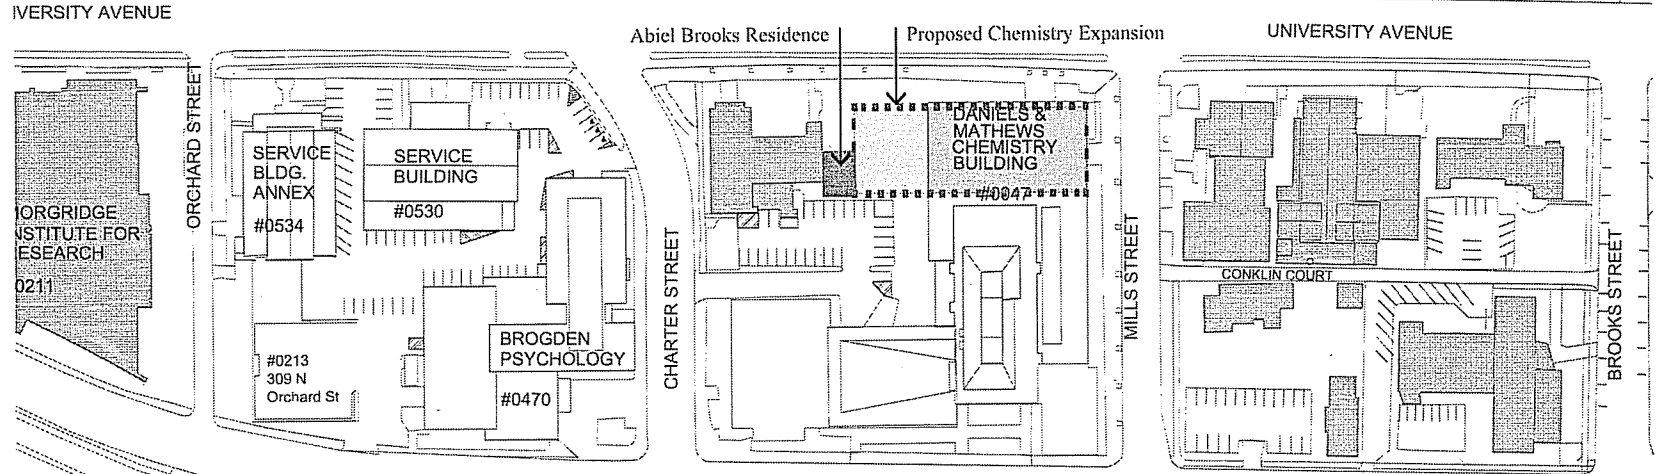 IVERSITY AVENUE
Abiel Brooks Residence
Proposed Chemistry Expansion
UNIVERSITY AVENUE
ORCHARD STREET
SERVICE
BLDG.
ANNEX
#0534
SERVICE
BUILDING
#0530
DANIELS &
MATHEWS
CHEMISTRY
BUILDING
#0047
ORGRIDGE
NSTITUTE FOR
ESEARCH
0211
CHARTER STREET
MILLS STREET
CONKLIN COURT
BROOKS STREET
#0213
309 N
Orchard St
BROGDEN
PSYCHOLOGY
#0470